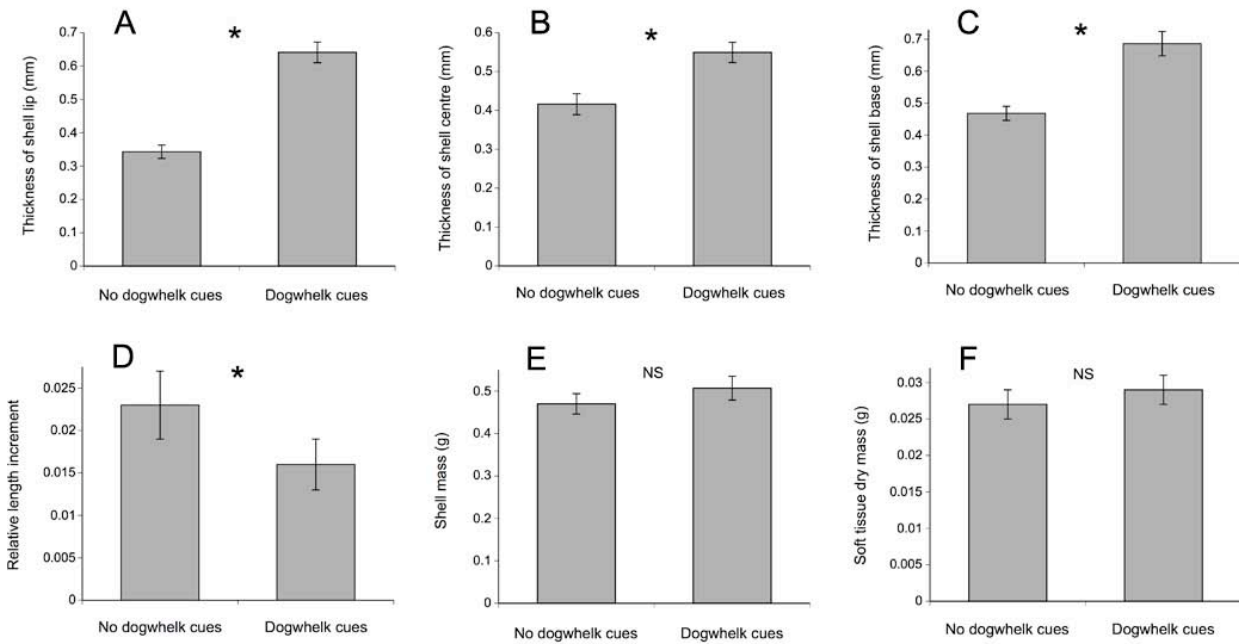 A
*
Thickness of shell lip (mm)
0.7
0.6
0.5
0.4
0.3
0.2
0.1
0
No dogwhelk cues
Dogwhelk cues
B
*
Thickness of shell centre (mm)
0.6
0.5
0.4
0.3
0.2
0.1
0
No dogwhelk cues
Dogwhelk cues
C
*
Thickness of shell base (mm)
0.7
0.6
0.5
0.4
0.3
0.2
0.1
0
No dogwhelk cues
Dogwhelk cues
D
*
Relative length increment
0.025
0.02
0.015
0.01
0.005
0
No dogwhelk cues
Dogwhelk cues
E
NS
Shell mass (g)
0.5
0.4
0.3
0.2
0.1
0
No dogwhelk cues
Dogwhelk cues
F
NS
Soft tissue dry mass (g)
0.03
0.025
0.02
0.015
0.01
0.005
0
No dogwhelk cues
Dogwhelk cues